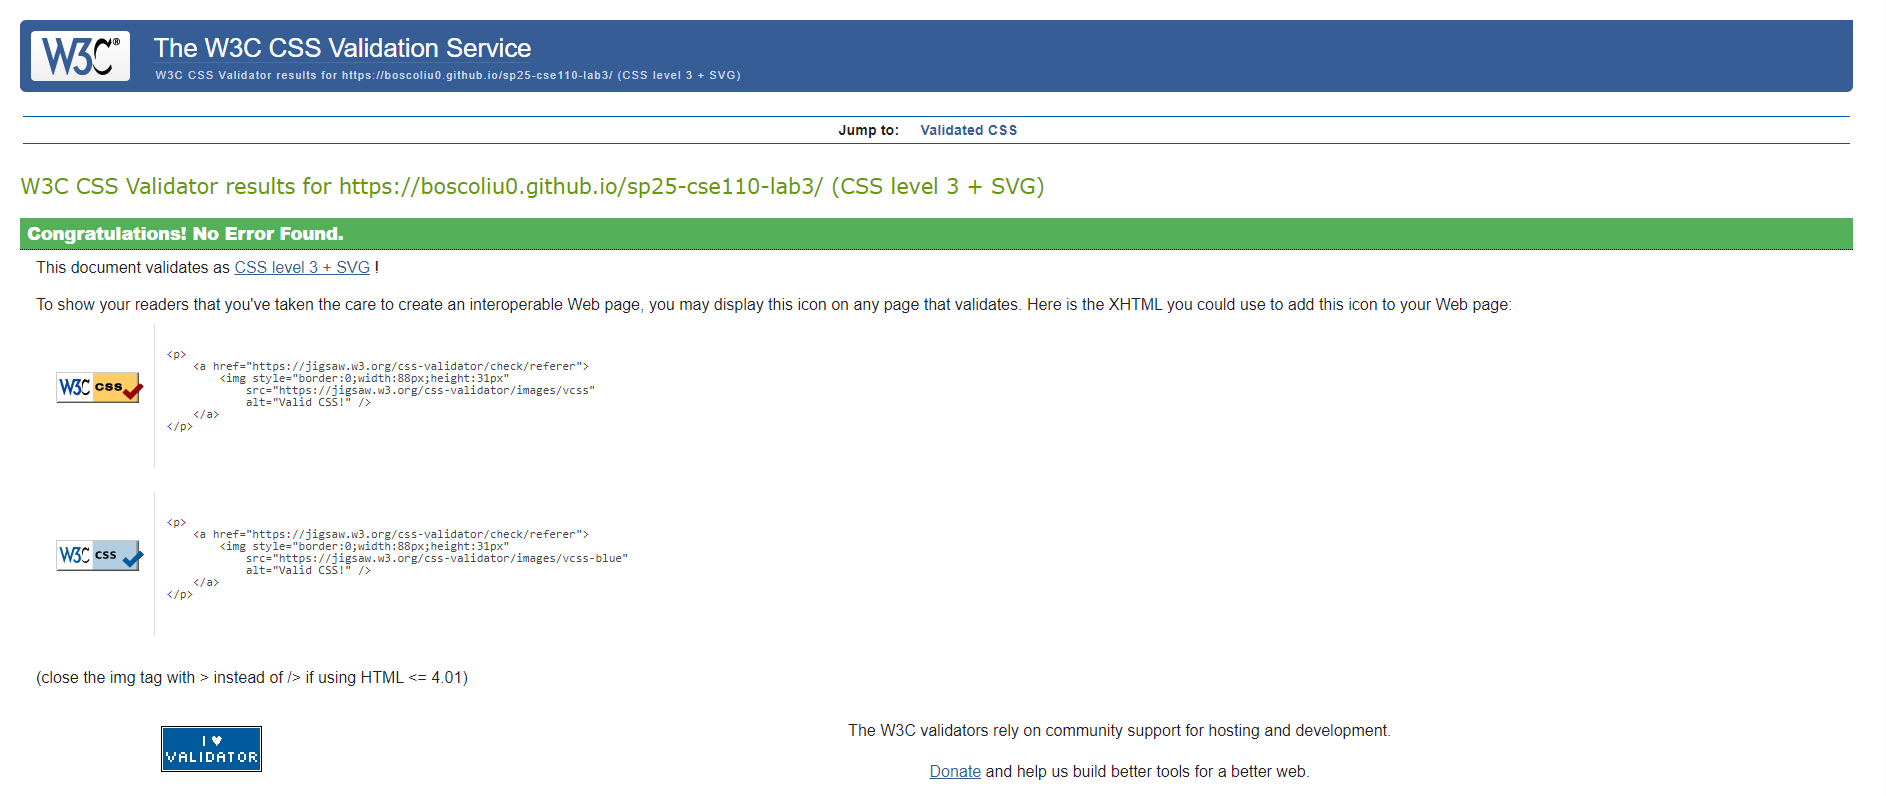 W3C®
The W3C CSS Validation Service
W3C CSS Validator results for https://boscoliu0.github.io/sp25-cse110-lab3/ (CSS level 3 + SVG)
Jump to: Validated CSS
W3C CSS Validator results for https://boscoliu0.github.io/sp25-cse110-lab3/ (CSS level 3 + SVG)
Congratulations! No Error Found.
This document validates as CSS level 3 + SVG !
To show your readers that you've taken the care to create an interoperable Web page, you may display this icon on any page that validates. Here is the XHTML you could use to add this icon to your Web page:
W3C css
<p>
    <a href="https://jigsaw.w3.org/css-validator/check/referer">
        <img style="border:0;width:88px;height:31px"
            src="https://jigsaw.w3.org/css-validator/images/vcss"
            alt="Valid CSS!" />
    </a>
</p>
W3C css
<p>
    <a href="https://jigsaw.w3.org/css-validator/check/referer">
        <img style="border:0;width:88px;height:31px"
            src="https://jigsaw.w3.org/css-validator/images/vcss-blue"
            alt="Valid CSS!" />
    </a>
</p>
(close the img tag with > instead of /> if using HTML <= 4.01)
I ♥
VALIDATOR
The W3C validators rely on community support for hosting and development.
Donate and help us build better tools for a better web.